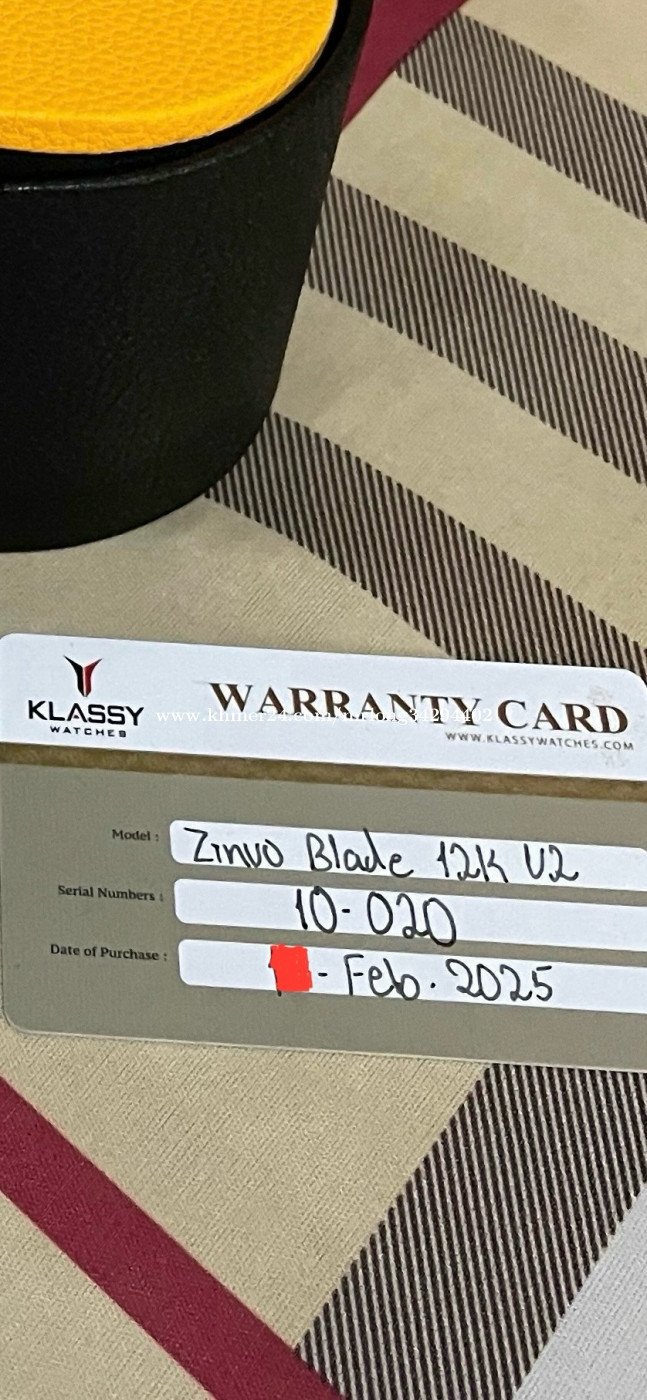 KLASSY
WATCHES
WARRANTY CARD
WWW.KLASSYWATCHES.COM
Model : Zinvo Blade 12K V2
Serial Numbers : 10-020
Date of Purchase : - Feb. 2025